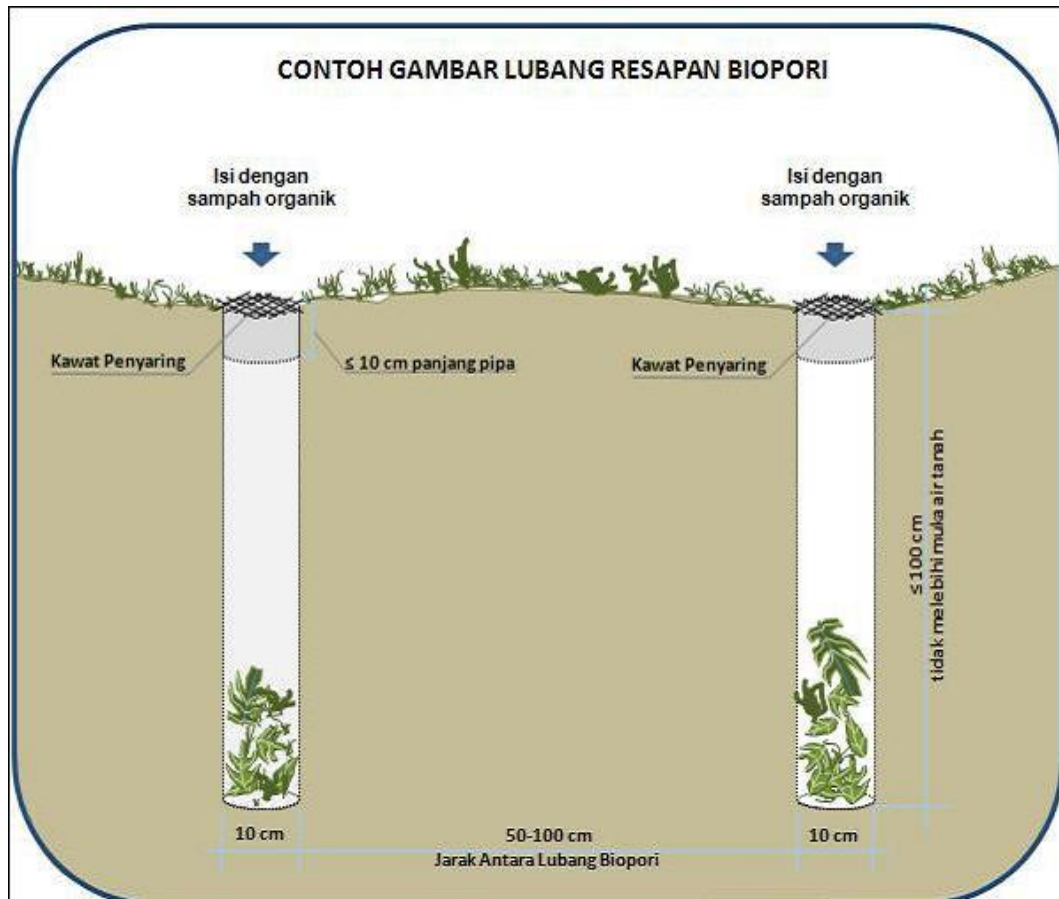 CONTOH GAMBAR LUBANG RESAPAN BIOPORI
Isi dengan
sampah organik
Isi dengan
sampah organik
Kawat Penyaring
≤ 10 cm panjang pipa
Kawat Penyaring
≤ 100 cm
tidak melebihi muka air tanah
10 cm
50-100 cm
10 cm
Jarak Antara Lubang Biopori